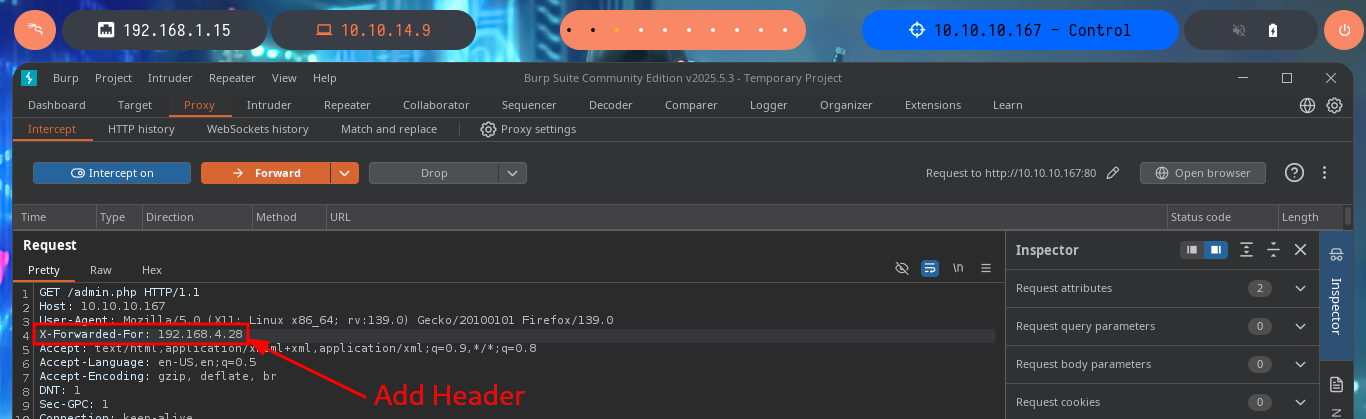 192.168.1.15 10.10.14.9 10.10.10.167 - Control
Burp Project Intruder Repeater View Help Burp Suite Community Edition v2025.5.3 - Temporary Project
Dashboard Target Proxy Intruder Repeater Collaborator Sequencer Decoder Comparer Logger Organizer Extensions Learn
Intercept HTTP history WebSockets history Match and replace Proxy settings
Intercept on Forward Drop Request to http://10.10.10.167:80 Open browser
Time Type Direction Method URL Status code Length
Request
Pretty Raw Hex \n
1 GET /admin.php HTTP/1.1
2 Host: 10.10.10.167
3 User-Agent: Mozilla/5.0 (X11; Linux x86_64; rv:139.0) Gecko/20100101 Firefox/139.0
4 X-Forwarded-For: 192.168.4.28
5 Accept: text/html,application/xhtml+xml,application/xml;q=0.9,*/*;q=0.8
6 Accept-Language: en-US,en;q=0.5
7 Accept-Encoding: gzip, deflate, br
8 DNT: 1
9 Sec-GPC: 1
10 Connection: keep-alive
Add Header
Inspector
Request attributes 2
Request query parameters 0
Request body parameters 0
Request cookies 0
Inspector
N